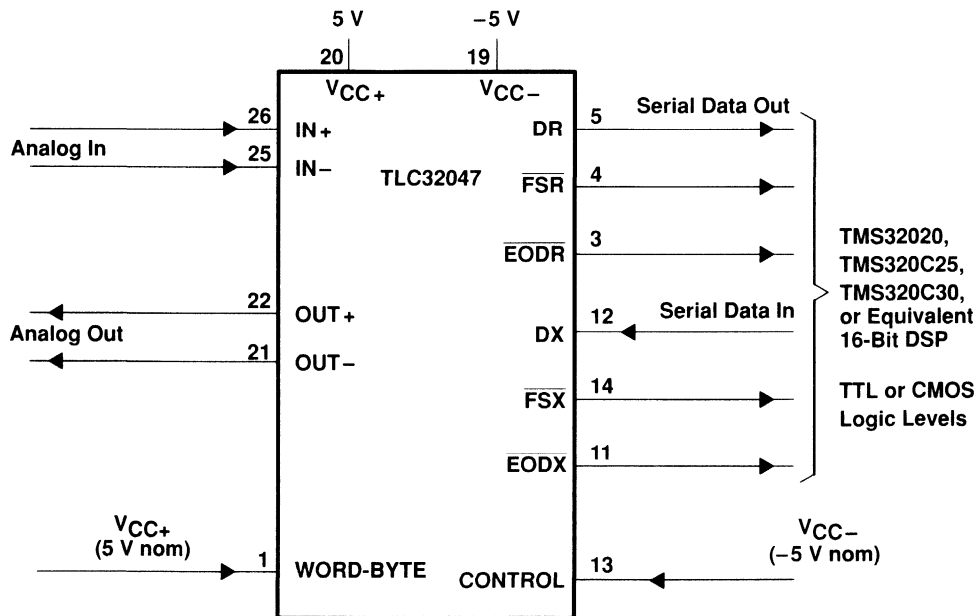 5 V
−5 V
20
19
VCC+
VCC−
26
IN+
Analog In
25
IN−
TLC32047
DR
5
Serial Data Out
FSR
4
EODR
3
22
OUT+
Analog Out
21
OUT−
DX
12
Serial Data In
FSX
14
EODX
11
TMS32020,
TMS320C25,
TMS320C30,
or Equivalent
16-Bit DSP
TTL or CMOS
Logic Levels
VCC+
(5 V nom)
1
WORD-BYTE
CONTROL
13
VCC−
(−5 V nom)